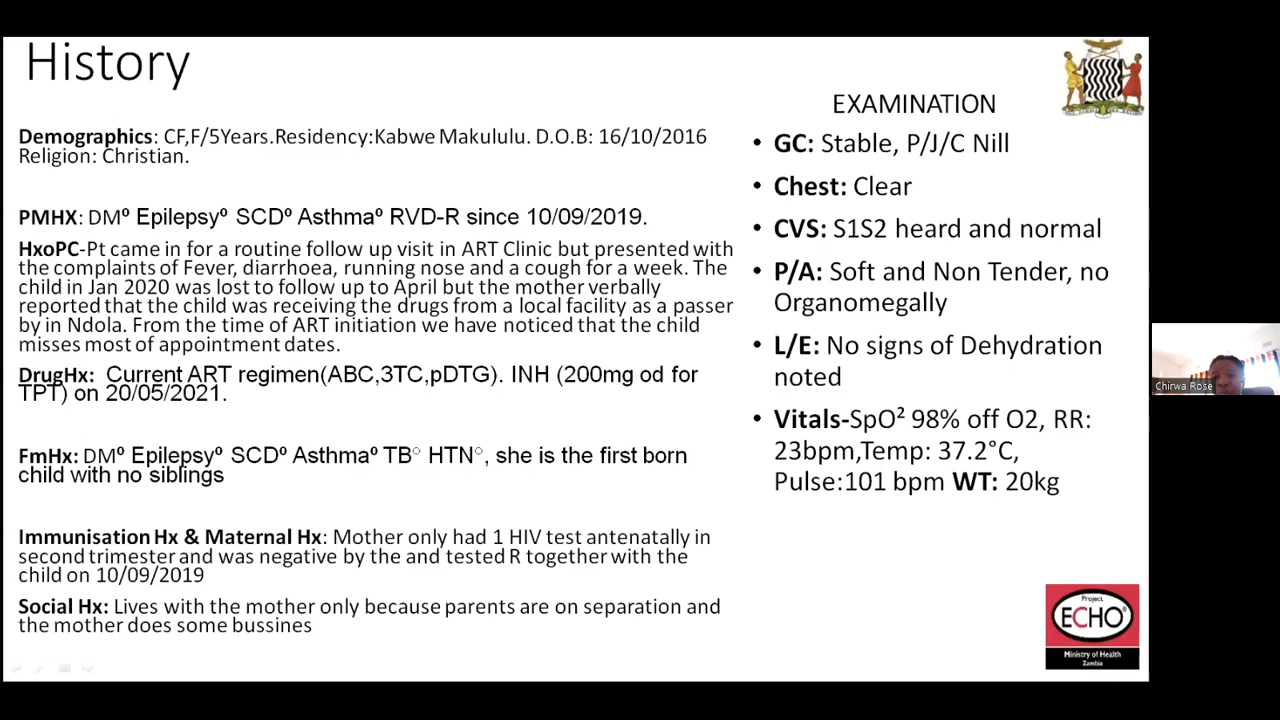 History
Demographics: CF,F/5Years.Residency:Kabwe Makululu. D.O.B: 16/10/2016
Religion: Christian.
PMHX: DM⁰ Epilepsy⁰ SCD⁰ Asthma⁰ RVD-R since 10/09/2019.
HxoPC-Pt came in for a routine follow up visit in ART Clinic but presented with
the complaints of Fever, diarrhoea, running nose and a cough for a week. The
child in Jan 2020 was lost to follow up to April but the mother verbally
reported that the child was receiving the drugs from a local facility as a passer
by in Ndola. From the time of ART initiation we have noticed that the child
misses most of appointment dates.
DrugHx: Current ART regimen(ABC,3TC,pDTG). INH (200mg od for
TPT) on 20/05/2021.
FmHx: DM⁰ Epilepsy⁰ SCD⁰ Asthma⁰ TB○ HTN○, she is the first born
child with no siblings
Immunisation Hx & Maternal Hx: Mother only had 1 HIV test antenatally in
second trimester and was negative by the and tested R together with the
child on 10/09/2019
Social Hx: Lives with the mother only because parents are on separation and
the mother does some bussines
EXAMINATION
• GC: Stable, P/J/C Nill
• Chest: Clear
• CVS: S1S2 heard and normal
• P/A: Soft and Non Tender, no
Organomegally
• L/E: No signs of Dehydration
noted
• Vitals-SpO² 98% off O2, RR:
23bpm,Temp: 37.2°C,
Pulse:101 bpm WT: 20kg
Project
ECHO®
Ministry of Health
Zambia
Chirwa Rose